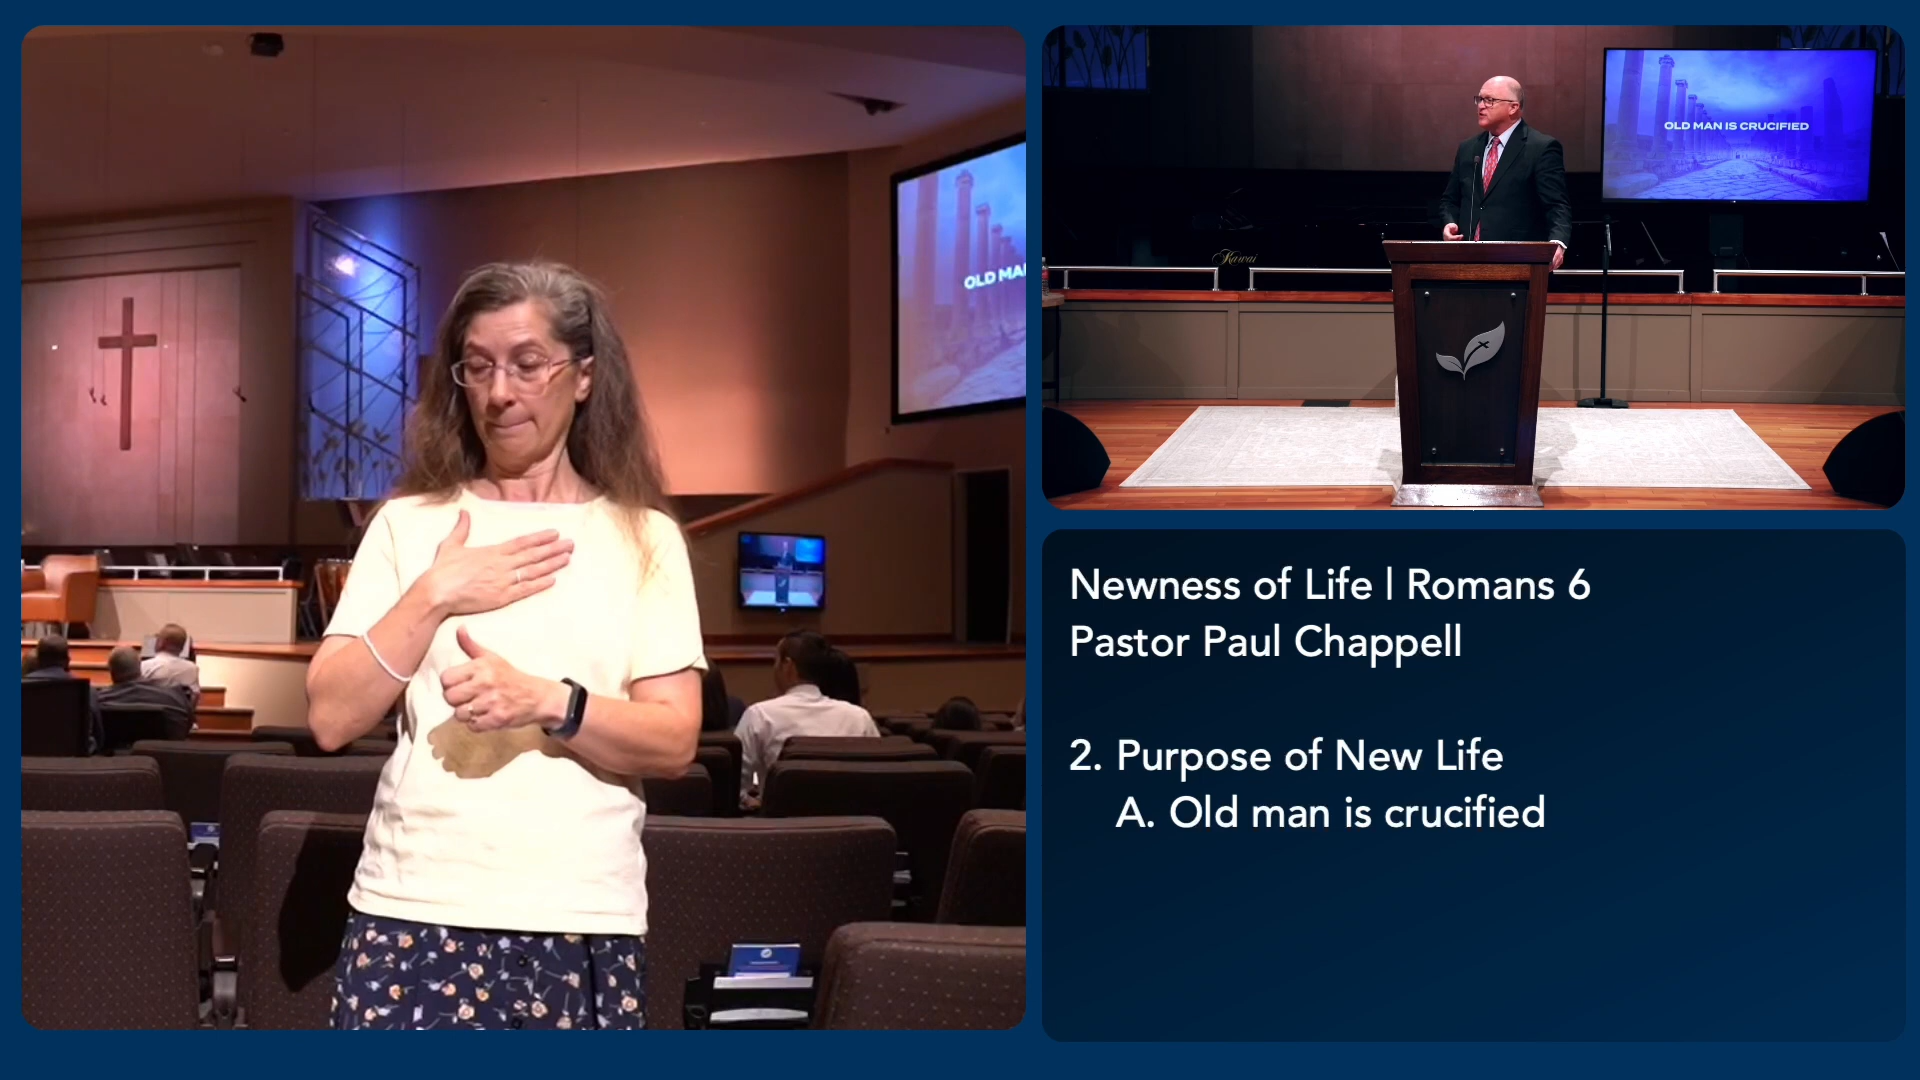 OLD MA
OLD MAN IS CRUCIFIED
Kawai
Newness of Life | Romans 6
Pastor Paul Chappell
2. Purpose of New Life
A. Old man is crucified